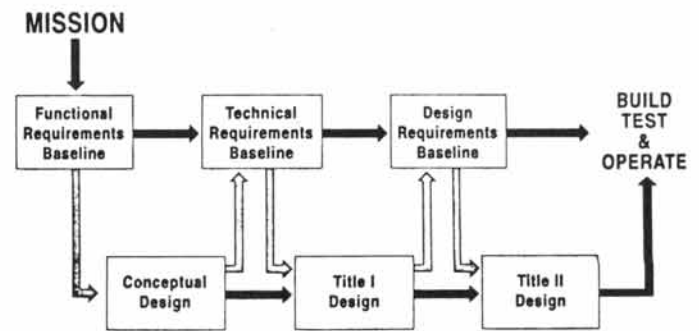 MISSION
Functional
Requirements
Baseline
Technical
Requirements
Baseline
Design
Requirements
Baseline
BUILD
TEST
&
OPERATE
Conceptual
Design
Title I
Design
Title II
Design